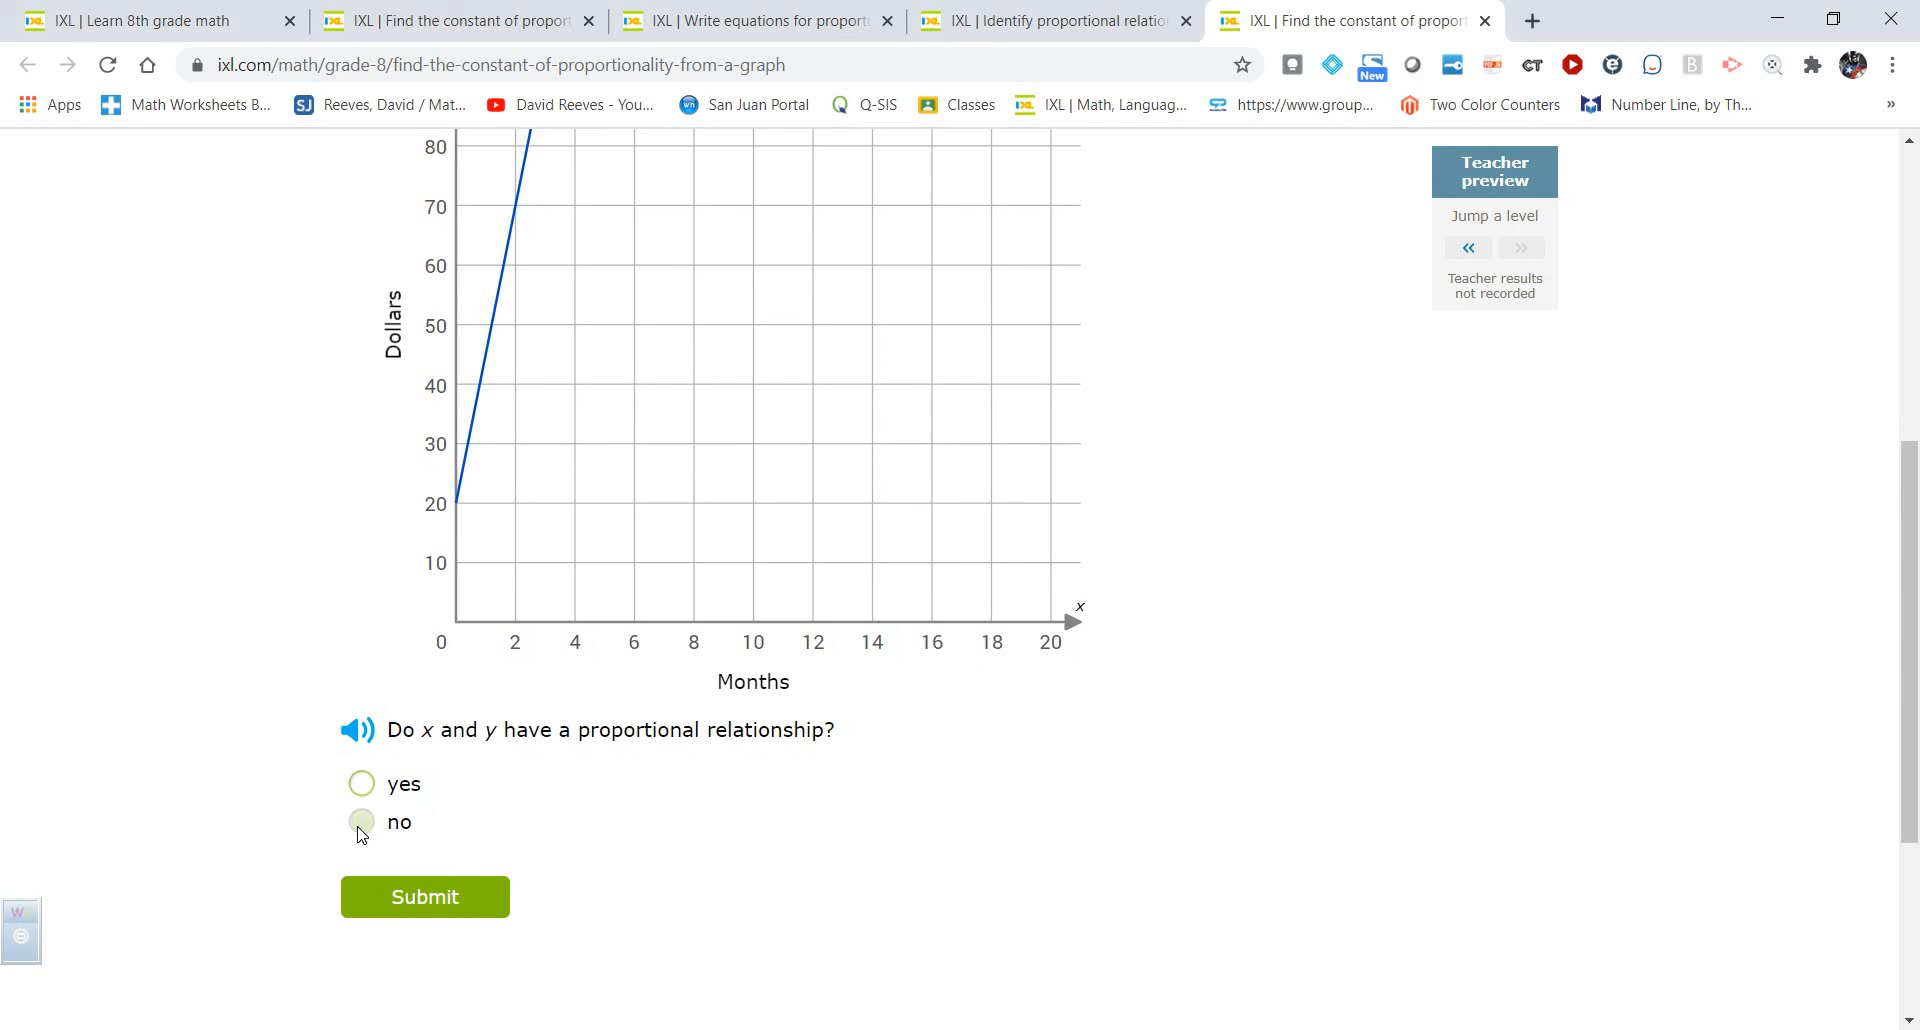 IXL | Learn 8th grade math
IXL | Find the constant of propor
IXL | Write equations for proport
IXL | Identify proportional relatio
IXL | Find the constant of propor
ixl.com/math/grade-8/find-the-constant-of-proportionality-from-a-graph
New
Apps
Math Worksheets B...
Reeves, David / Mat...
David Reeves - You...
San Juan Portal
Q-SIS
Classes
IXL | Math, Languag...
https://www.group...
Two Color Counters
Number Line, by Th...
»
Teacher
preview
Jump a level
Teacher results
not recorded
80
70
60
50
40
30
20
10
Dollars
x
0 2 4 6 8 10 12 14 16 18 20
Months
Do x and y have a proportional relationship?
yes
no
Submit
W